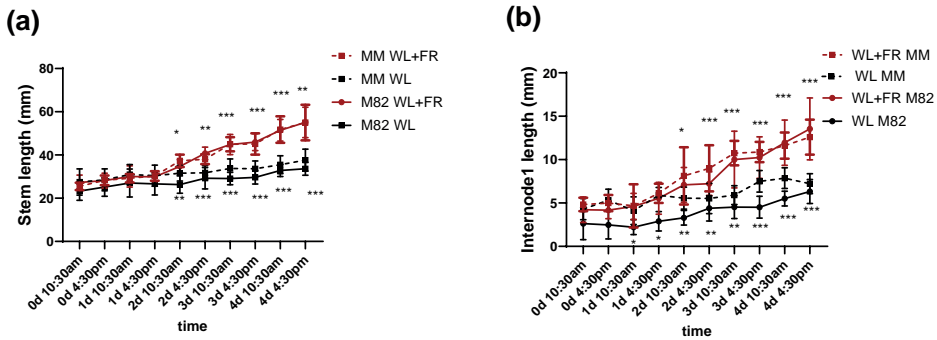 (a)
(b)
MM WL+FR
MM WL
M82 WL+FR
M82 WL
Stem length (mm)
80
60
40
20
0
* ** *** *** *** **
** *** *** *** *** ***
0d 10:30am
0d 4:30pm
1d 10:30am
1d 4:30pm
2d 10:30am
2d 4:30pm
3d 10:30am
3d 4:30pm
4d 10:30am
4d 4:30pm
time
WL+FR MM
WL MM
WL+FR M82
WL M82
Internode1 length (mm)
20
15
10
5
0
* *** *** *** *** ***
* * ** ** ** *** *** ***
0d 10:30am
0d 4:30pm
1d 10:30am
1d 4:30pm
2d 10:30am
2d 4:30pm
3d 10:30am
3d 4:30pm
4d 10:30am
4d 4:30pm
time